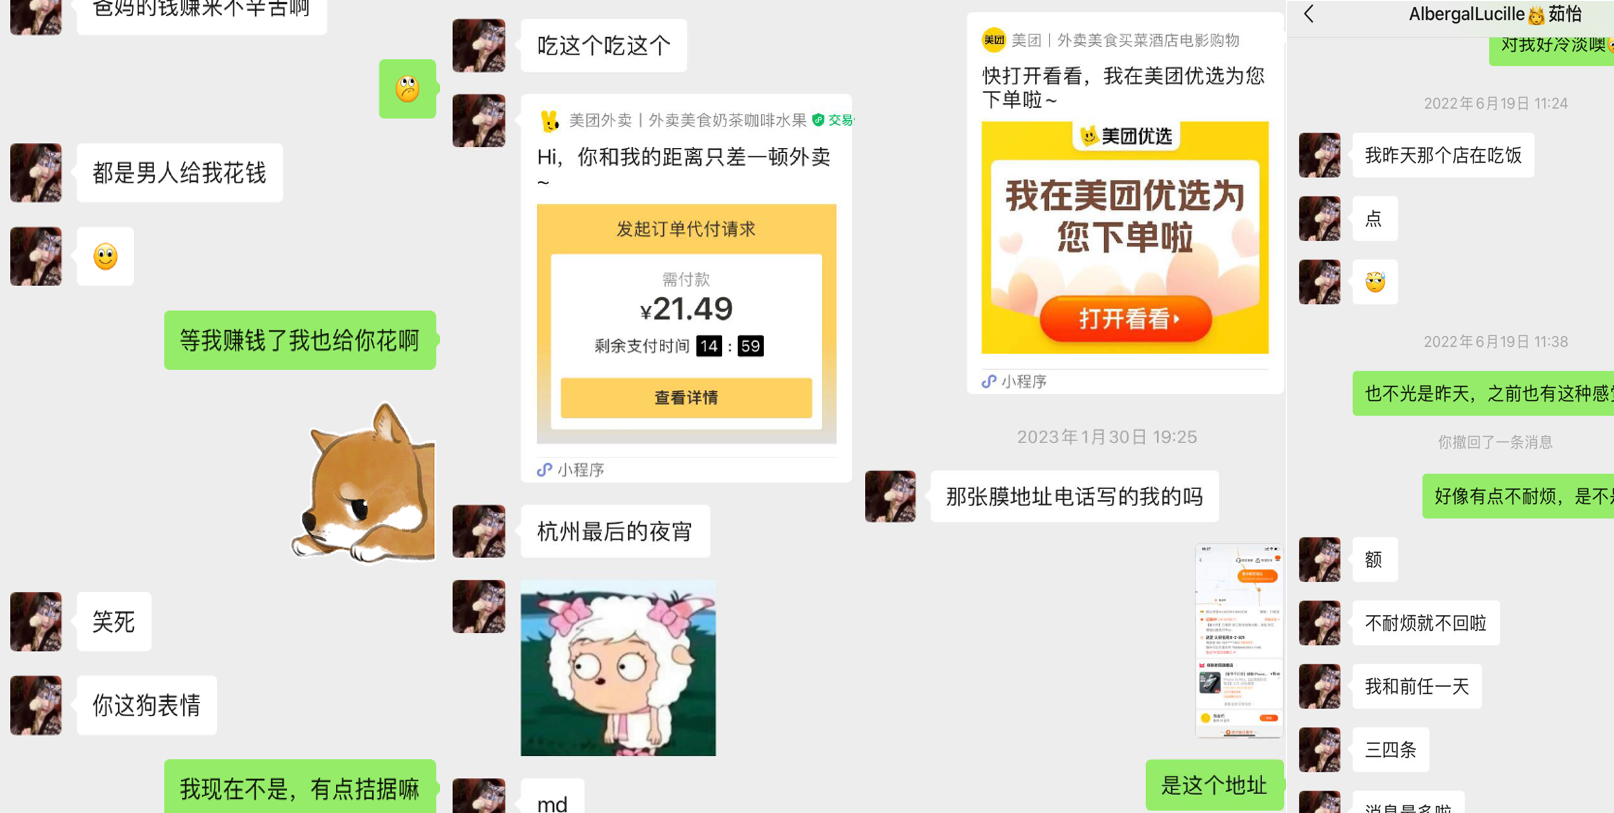 爸妈的钱赚来不辛苦啊
都是男人给我花钱
等我赚钱了我也给你花啊
笑死
你这狗表情
我现在不是，有点拮据嘛
吃这个吃这个
美团外卖｜外卖美食奶茶咖啡水果 交易
Hi，你和我的距离只差一顿外卖
~
发起订单代付请求
需付款
¥21.49
剩余支付时间 14 : 59
查看详情
小程序
杭州最后的夜宵
md
美团 美团｜外卖美食买菜酒店电影购物
快打开看看，我在美团优选为您
下单啦~
美团优选
我在美团优选为
您下单啦
打开看看
小程序
2023年1月30日 19:25
那张膜地址电话写的我的吗
是这个地址
AlbergalLucille 茹怡
对我好冷淡噢
2022年6月19日 11:24
我昨天那个店在吃饭
点
2022年6月19日 11:38
也不光是昨天，之前也有这种感觉
你撤回了一条消息
好像有点不耐烦，是不是
额
不耐烦就不回啦
我和前任一天
三四条
消息最多啦